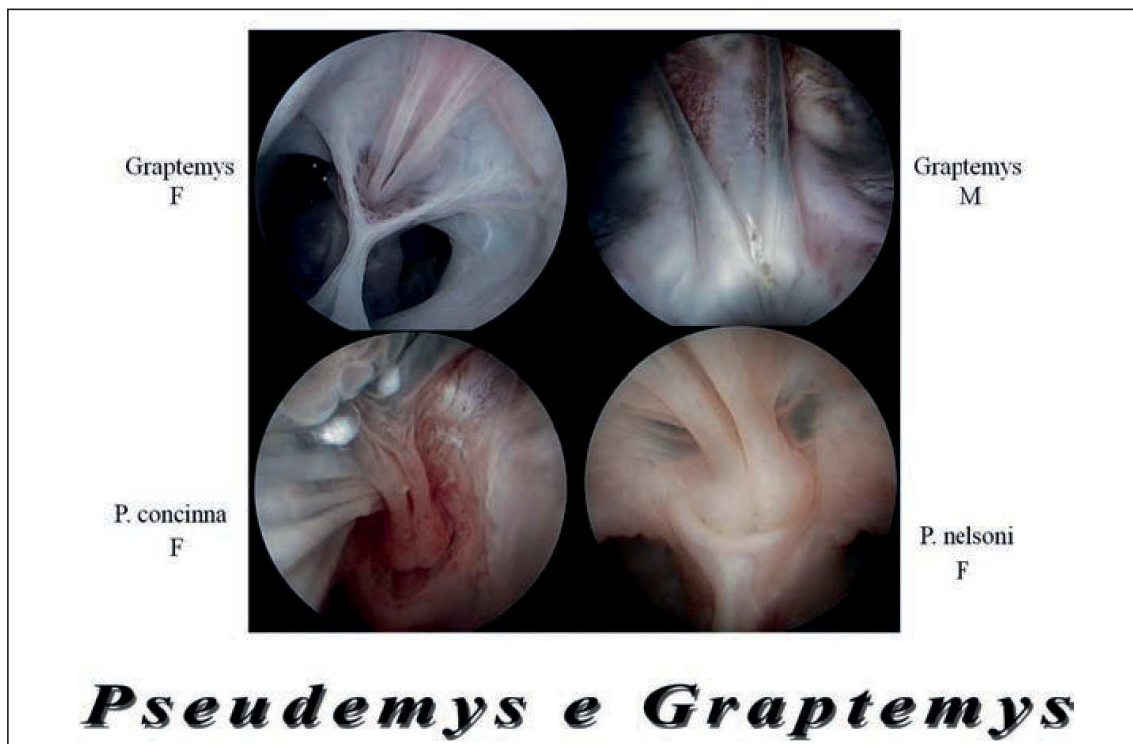 Graptemys
F
Graptemys
M
P. concinna
F
P. nelsoni
F
Pseudemys e Graptemys